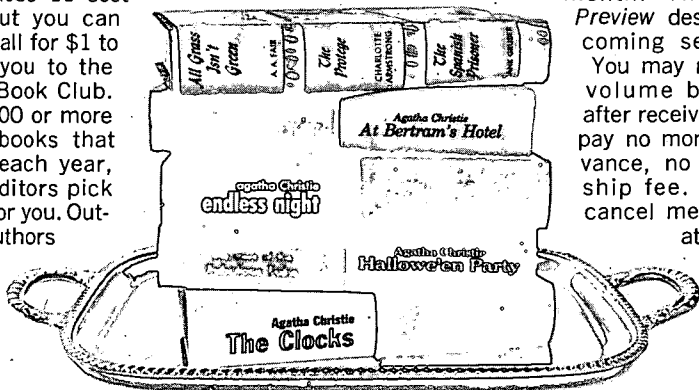 ut you can
all for $1 to
you to the
Book Club.
00 or more
books that
each year,
ditors pick
or you. Out-
uthors
All Grass
Isn't
Green
A. A. FAIR
The
Protege
CHARLOTTE
ARMSTRONG
The
Spanish
Prisoner
FRANK GRUBER
Agatha Christie
At Bertram's Hotel
agatha Christie
endless night
Agatha Christie
Hallowe'en Party
Agatha Christie
The Clocks
Preview des
coming se
You may r
volume b
after receiv
pay no mor
vance, no
ship fee.
cancel me
at